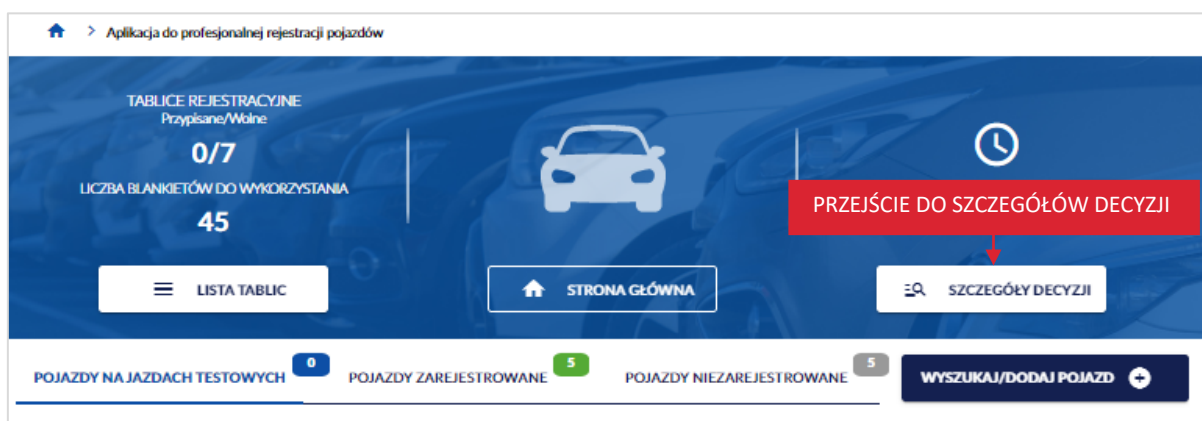 > Aplikacja do profesjonalnej rejestracji pojazdów
TABLICE REJESTRACYJNE
Przypisane/Wolne
0/7
LICZBA BLANKIETÓW DO WYKORZYSTANIA
45
PRZEJŚCIE DO SZCZEGÓŁÓW DECYZJI
LISTA TABLIC
STRONA GŁÓWNA
SZCZEGÓŁY DECYZJI
POJAZDY NA JAZDACH TESTOWYCH 0
POJAZDY ZAREJESTROWANE 5
POJAZDY NIEZAREJESTROWANE 5
WYSZUKAJ/DODAJ POJAZD